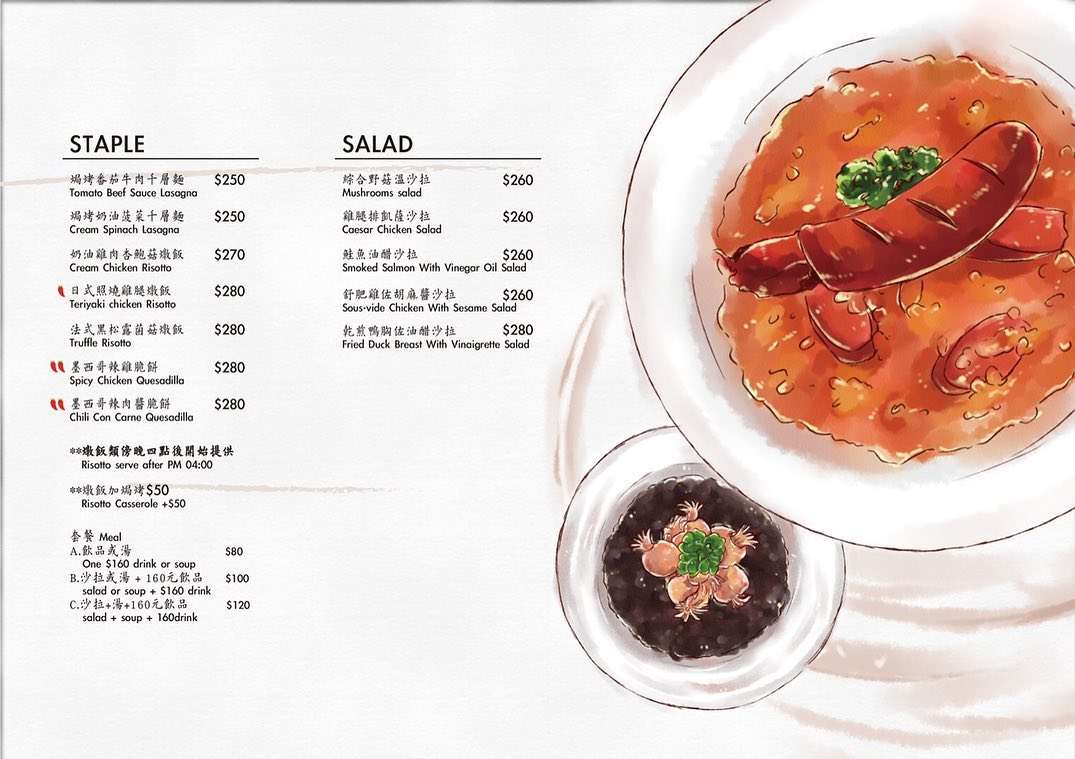 STAPLE
焗烤番茄牛肉千層麵 $250
Tomato Beef Sauce Lasagna
焗烤奶油菠菜千層麵 $250
Cream Spinach Lasagna
奶油雞肉杏鮑菇燉飯 $270
Cream Chicken Risotto
日式照燒雞腿燉飯 $280
Teriyaki chicken Risotto
法式黑松露菌菇燉飯 $280
Truffle Risotto
墨西哥辣雞脆餅 $280
Spicy Chicken Quesadilla
墨西哥辣肉醬脆餅 $280
Chili Con Carne Quesadilla
**燉飯類傍晚四點後開始提供
Risotto serve after PM 04:00
**燉飯加焗烤$50
Risotto Casserole +$50
套餐 Meal
A.飲品或湯 $80
One $160 drink or soup
B.沙拉或湯 + 160元飲品 $100
salad or soup + $160 drink
C.沙拉+湯+160元飲品 $120
salad + soup + 160drink
SALAD
綜合野菇溫沙拉 $260
Mushrooms salad
雞腿排凱薩沙拉 $260
Caesar Chicken Salad
鮭魚油醋沙拉 $260
Smoked Salmon With Vinegar Oil Salad
舒肥雞佐胡麻醬沙拉 $260
Sous-vide Chicken With Sesame Salad
乾煎鴨胸佐油醋沙拉 $280
Fried Duck Breast With Vinaigrette Salad